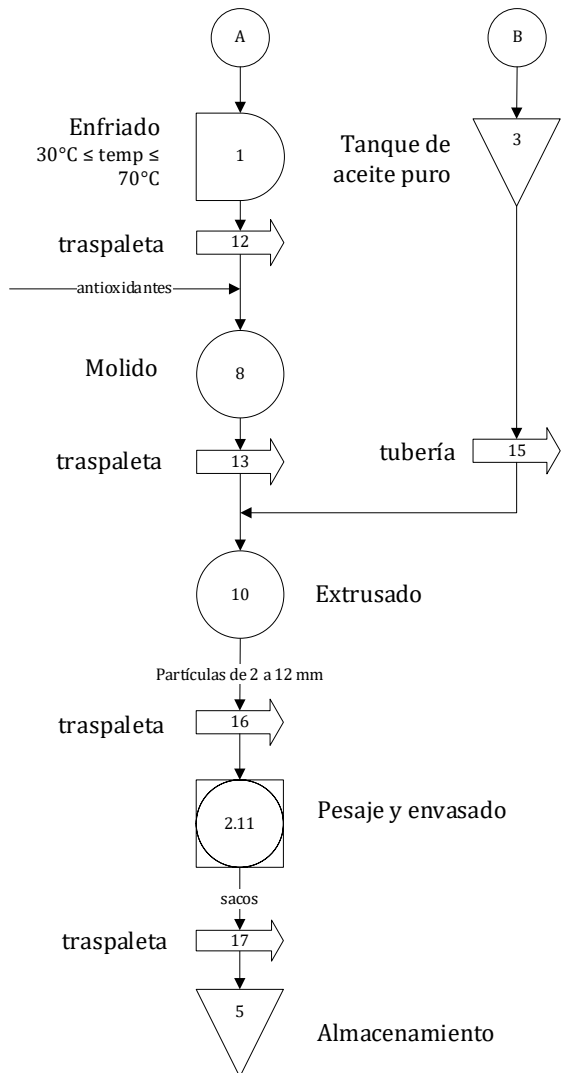 A
B
Enfriado
30°C ≤ temp ≤
70°C
1
Tanque de
aceite puro
3
traspaleta
12
antioxidantes
Molido
8
traspaleta
13
tubería
15
10
Extrusado
Partículas de 2 a 12 mm
traspaleta
16
2.11
Pesaje y envasado
sacos
traspaleta
17
5
Almacenamiento